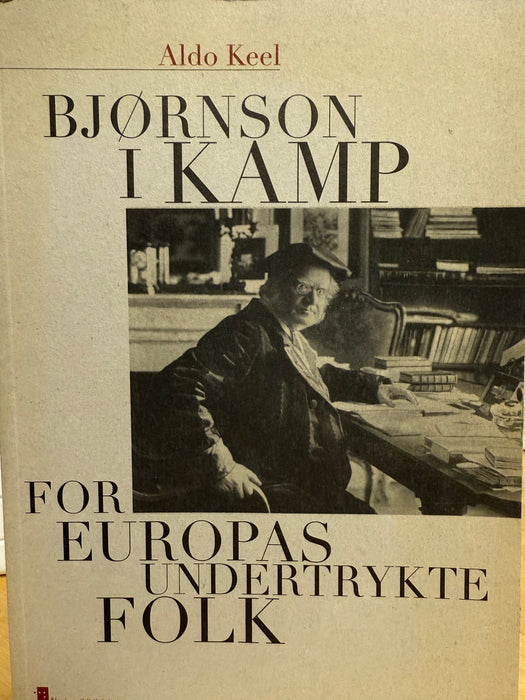 Aldo Keel
BJØRNSON
I KAMP
FOR
EUROPAS
UNDERTRYKTE
FOLK